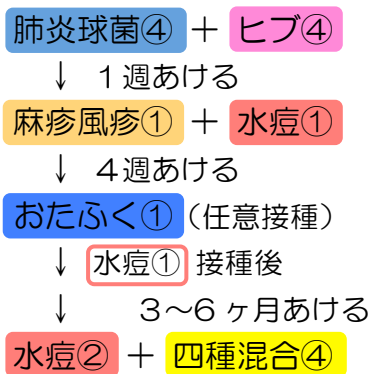 肺炎球菌④ + ヒブ④
↓ 1週あける
麻疹風疹① + 水痘①
↓ 4週あける
おたふく①(任意接種)
↓ 水痘① 接種後
↓ 3〜6ヶ月あける
水痘② + 四種混合④